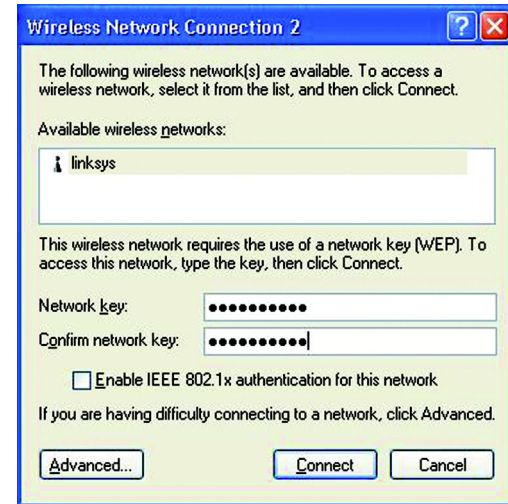 Wireless Network Connection 2
The following wireless network(s) are available. To access a
wireless network, select it from the list, and then click Connect.
Available wireless networks:
linksys
This wireless network requires the use of a network key (WEP). To
access this network, type the key, then click Connect.
Network key: ●●●●●●●●●●
Confirm network key: ●●●●●●●●●●
Enable IEEE 802.1x authentication for this network
If you are having difficulty connecting to a network, click Advanced.
Advanced... Connect Cancel